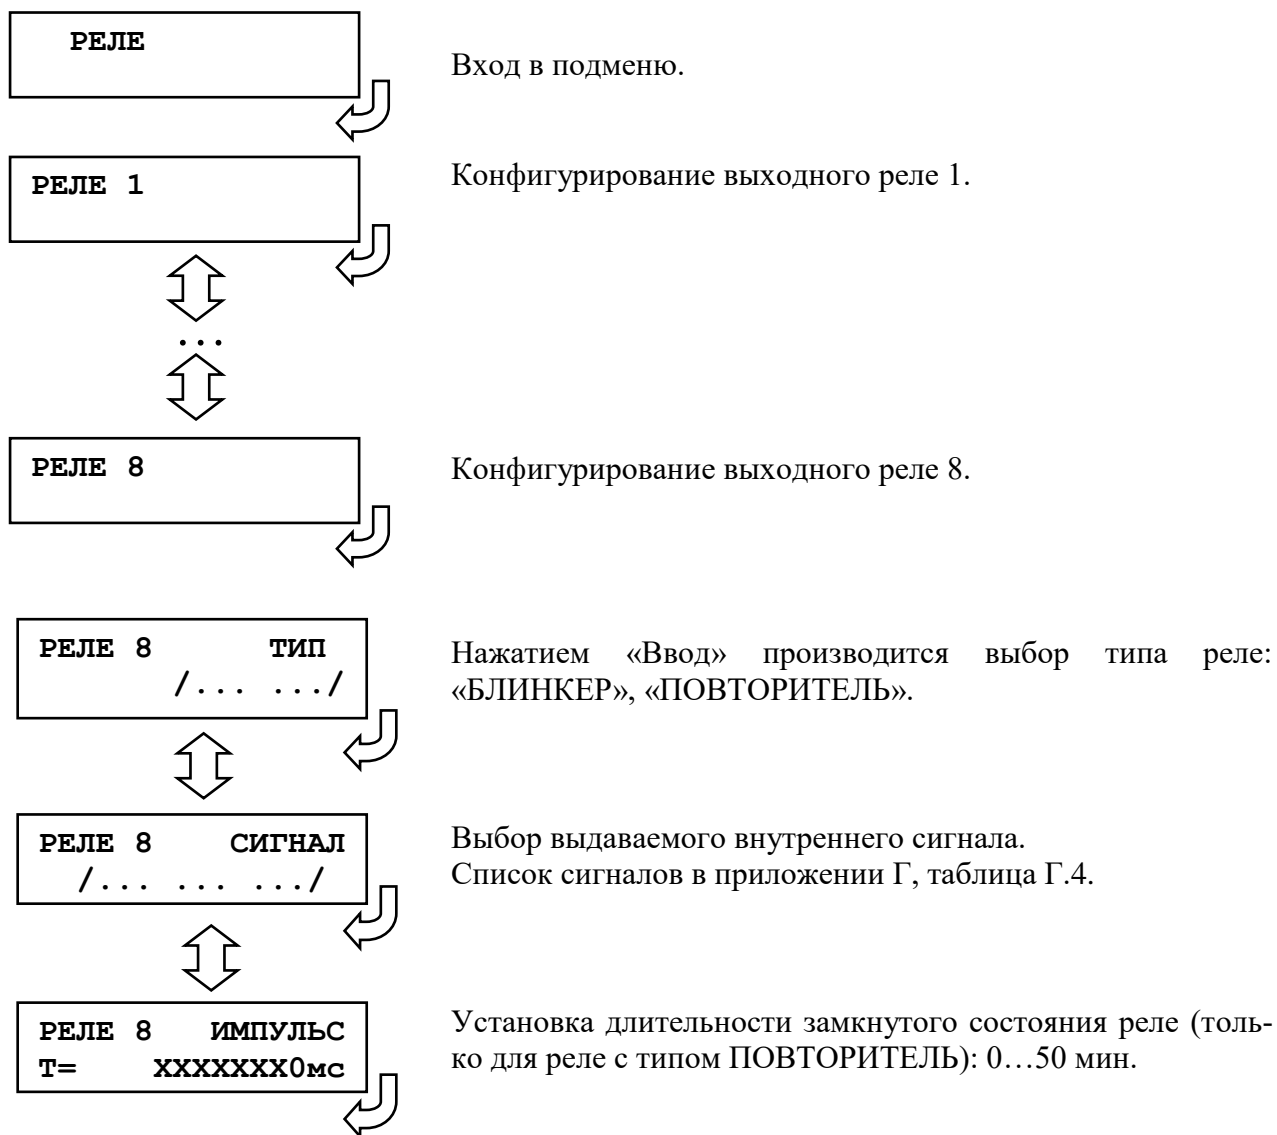 РЕЛЕ
Вход в подменю.
РЕЛЕ 1
Конфигурирование выходного реле 1.
...
РЕЛЕ 8
Конфигурирование выходного реле 8.
РЕЛЕ 8 ТИП
/... .../
Нажатием «Ввод» производится выбор типа реле:
«БЛИНКЕР», «ПОВТОРИТЕЛЬ».
РЕЛЕ 8 СИГНАЛ
/... ... .../
Выбор выдаваемого внутреннего сигнала.
Список сигналов в приложении Г, таблица Г.4.
РЕЛЕ 8 ИМПУЛЬС
Т= ХХХХХХХ0мс
Установка длительности замкнутого состояния реле (толь-
ко для реле с типом ПОВТОРИТЕЛЬ): 0…50 мин.